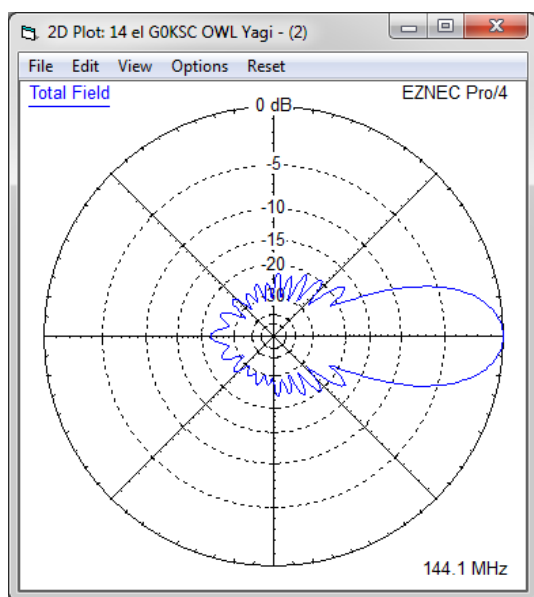 2D Plot: 14 el G0KSC OWL Yagi - (2)
File Edit View Options Reset
Total Field
EZNEC Pro/4
0 dB
-5
-10
-15
-20
144.1 MHz